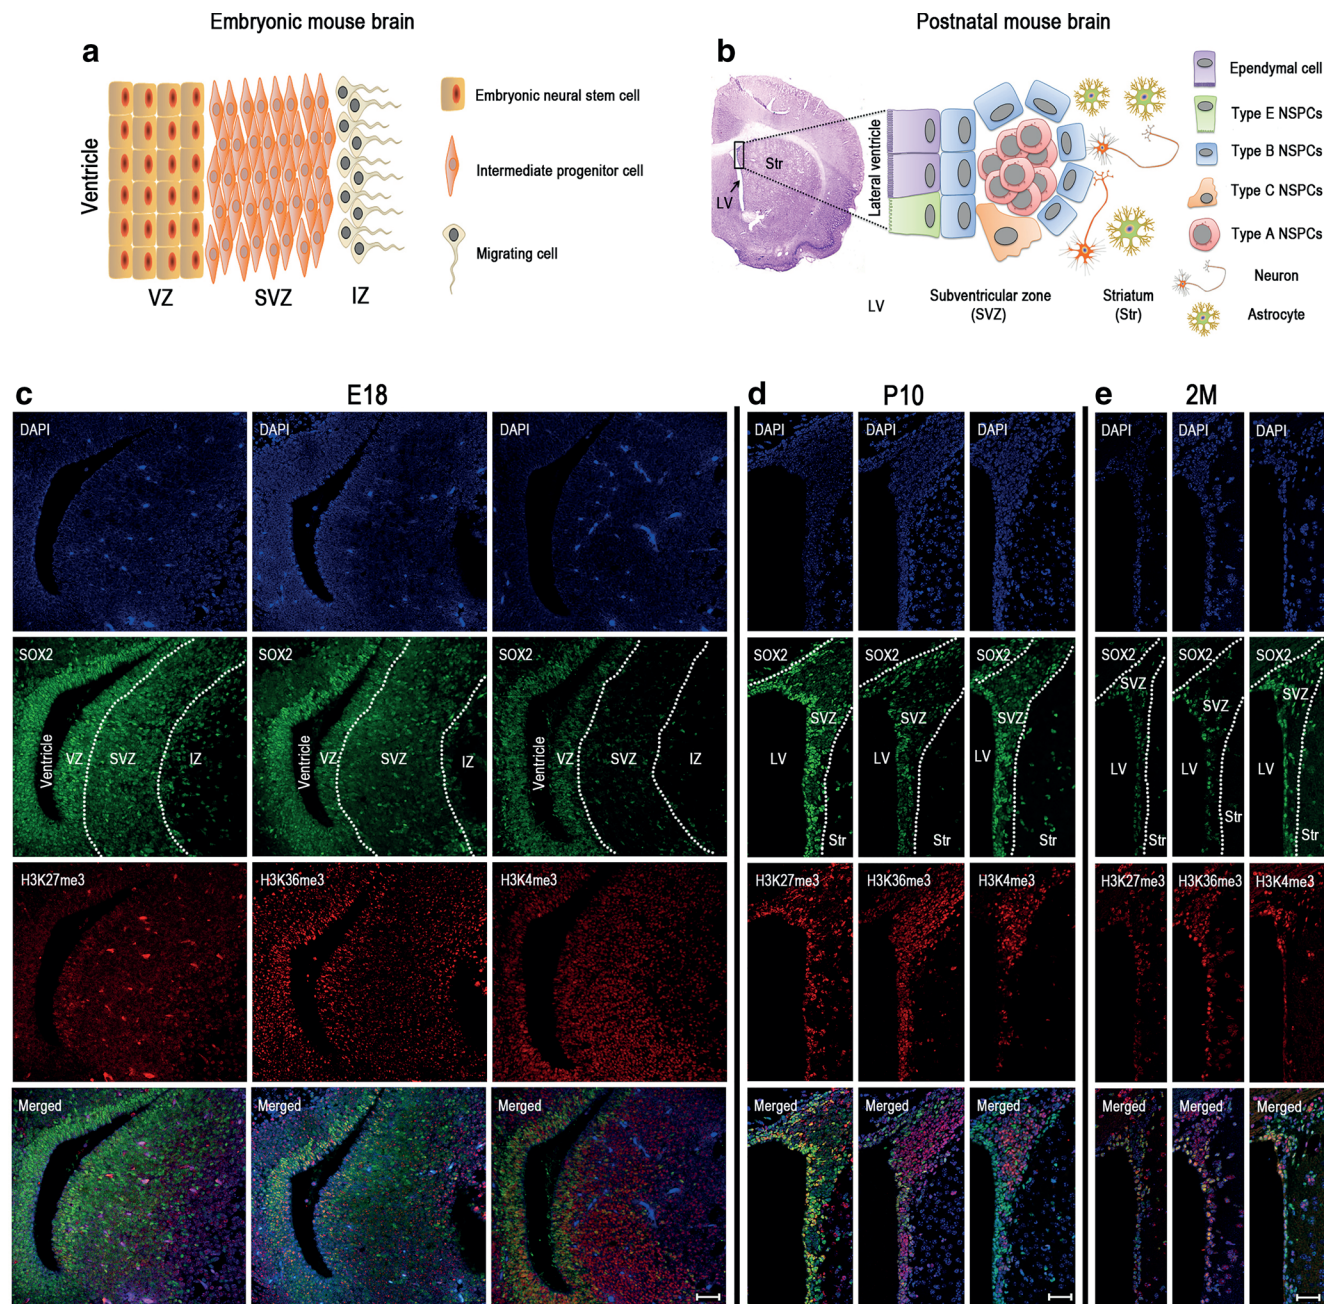 Embryonic mouse brain
Postnatal mouse brain
a
Ventricle
VZ
SVZ
IZ
Embryonic neural stem cell
Intermediate progenitor cell
Migrating cell
b
LV
Str
Lateral ventricle
LV
Subventricular zone
(SVZ)
Striatum
(Str)
Ependymal cell
Type E NSPCs
Type B NSPCs
Type C NSPCs
Type A NSPCs
Neuron
Astrocyte
c
E18
DAPI
DAPI
DAPI
SOX2
Ventricle
VZ
SVZ
IZ
SOX2
Ventricle
VZ
SVZ
IZ
SOX2
Ventricle
VZ
SVZ
IZ
H3K27me3
H3K36me3
H3K4me3
Merged
Merged
Merged
d
P10
DAPI
DAPI
DAPI
SOX2
SVZ
LV
Str
SOX2
SVZ
LV
Str
SOX2
SVZ
LV
Str
H3K27me3
H3K36me3
H3K4me3
Merged
Merged
Merged
e
2M
DAPI
DAPI
DAPI
SOX2
SVZ
LV
Str
SOX2
SVZ
LV
Str
SOX2
SVZ
LV
Str
H3K27me3
H3K36me3
H3K4me3
Merged
Merged
Merged